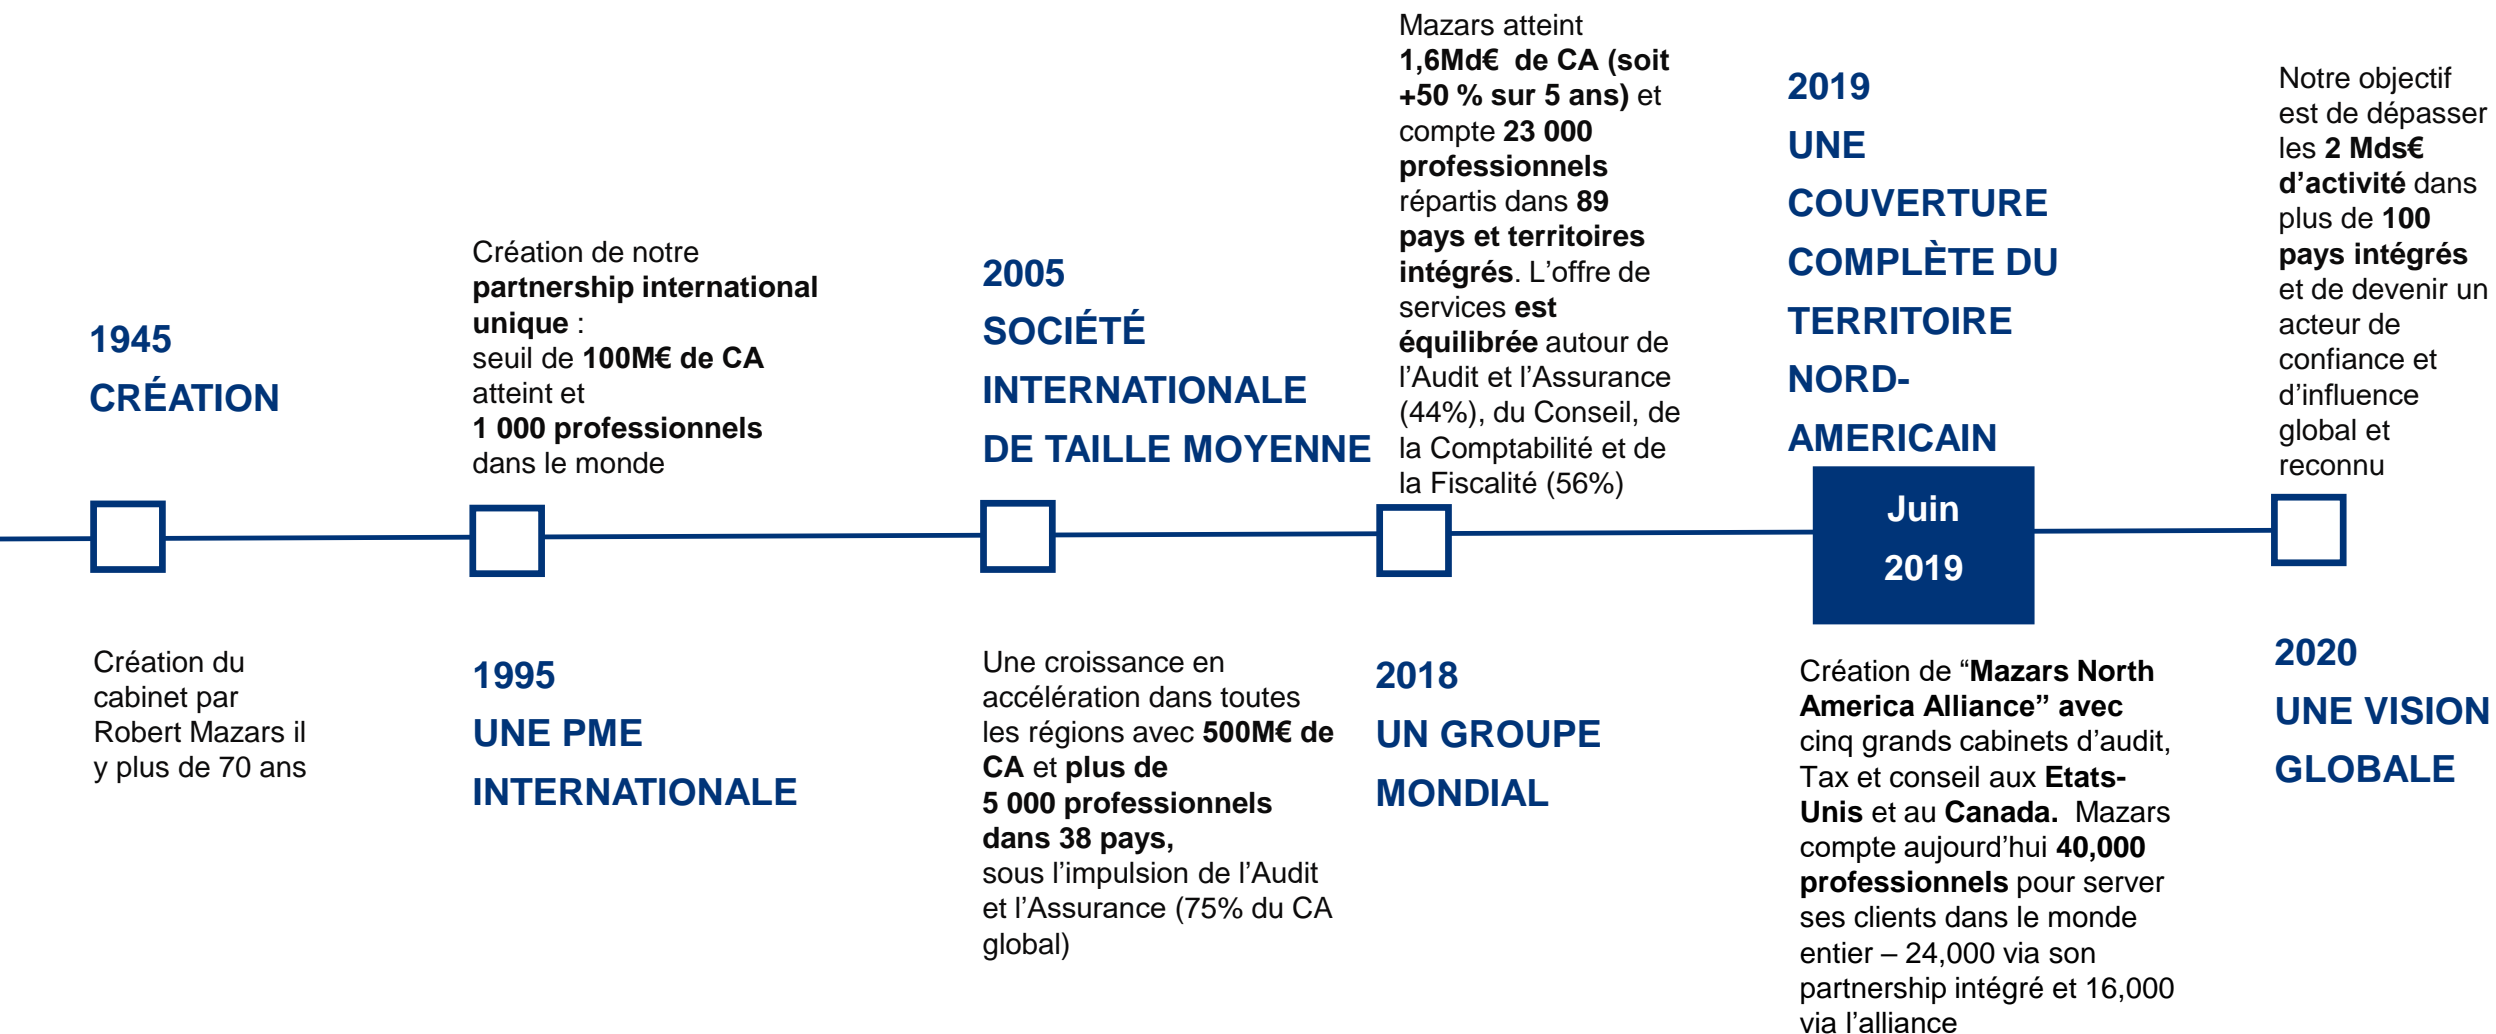 1945
CRÉATION
Création du
cabinet par
Robert Mazars il
y plus de 70 ans
Création de notre
partnership international
unique :
seuil de 100M€ de CA
atteint et
1 000 professionnels
dans le monde
1995
UNE PME
INTERNATIONALE
2005
SOCIÉTÉ
INTERNATIONALE
DE TAILLE MOYENNE
Une croissance en
accélération dans toutes
les régions avec 500M€ de
CA et plus de
5 000 professionnels
dans 38 pays,
sous l’impulsion de l’Audit
et l’Assurance (75% du CA
global)
Mazars atteint
1,6Md€ de CA (soit
+50 % sur 5 ans) et
compte 23 000
professionnels
répartis dans 89
pays et territoires
intégrés. L’offre de
services est
équilibrée autour de
l’Audit et l’Assurance
(44%), du Conseil, de
la Comptabilité et de
la Fiscalité (56%)
2018
UN GROUPE
MONDIAL
2019
UNE
COUVERTURE
COMPLÈTE DU
TERRITOIRE
NORD-
AMERICAIN
Juin
2019
Création de “Mazars North
America Alliance” avec
cinq grands cabinets d’audit,
Tax et conseil aux Etats-
Unis et au Canada. Mazars
compte aujourd’hui 40,000
professionnels pour server
ses clients dans le monde
entier – 24,000 via son
partnership intégré et 16,000
via l’alliance
Notre objectif
est de dépasser
les 2 Mds€
d’activité dans
plus de 100
pays intégrés
et de devenir un
acteur de
confiance et
d’influence
global et
reconnu
2020
UNE VISION
GLOBALE